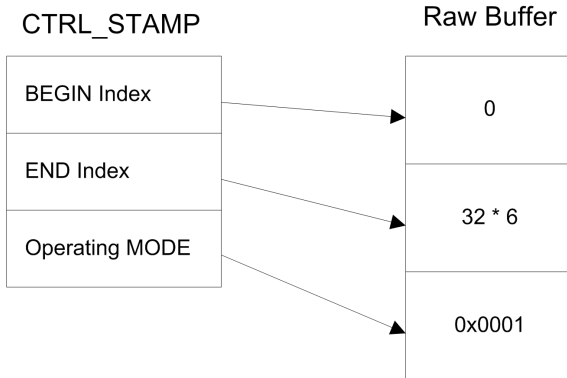 CTRL_STAMP
Raw Buffer
BEGIN Index
0
END Index
32 * 6
Operating MODE
0x0001